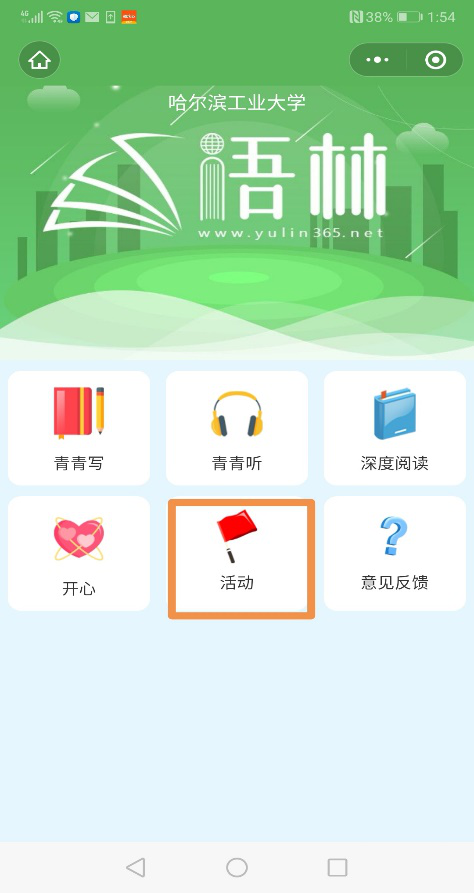 4G 38% 1:54
哈尔滨工业大学
语林
www.yulin365.net
青青写 青青听 深度阅读
开心 活动 意见反馈